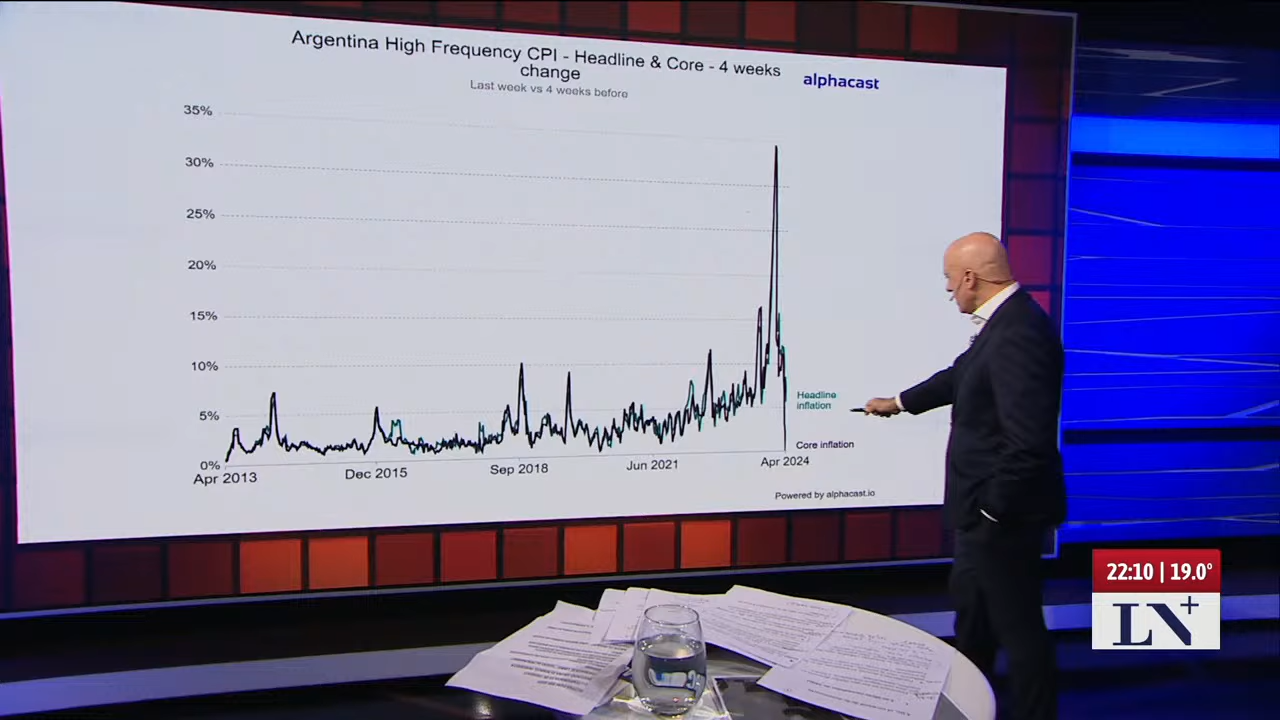 Argentina High Frequency CPI - Headline & Core - 4 weeks
change
Last week vs 4 weeks before
alphacast
35%
30%
25%
20%
15%
10%
5%
0%
Apr 2013
Dec 2015
Sep 2018
Jun 2021
Apr 2024
Headline
inflation
Core inflation
Powered by alphacast.io
22:10 | 19.0°
LN+